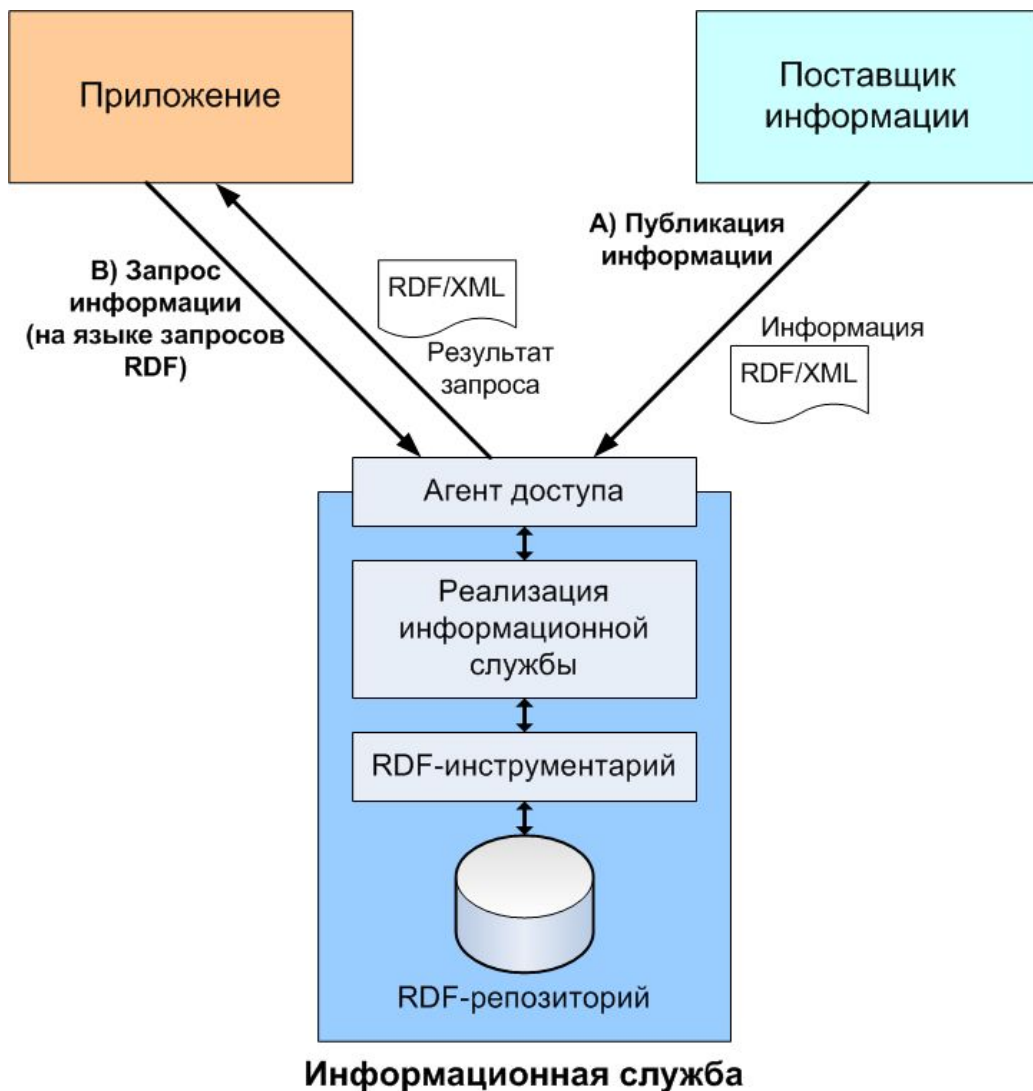 Приложение
Поставщик
информации
А) Публикация
информации
В) Запрос
информации
(на языке запросов
RDF)
RDF/XML
Результат
запроса
Информация
RDF/XML
Агент доступа
Реализация
информационной
службы
RDF-инструментарий
RDF-репозиторий
Информационная служба